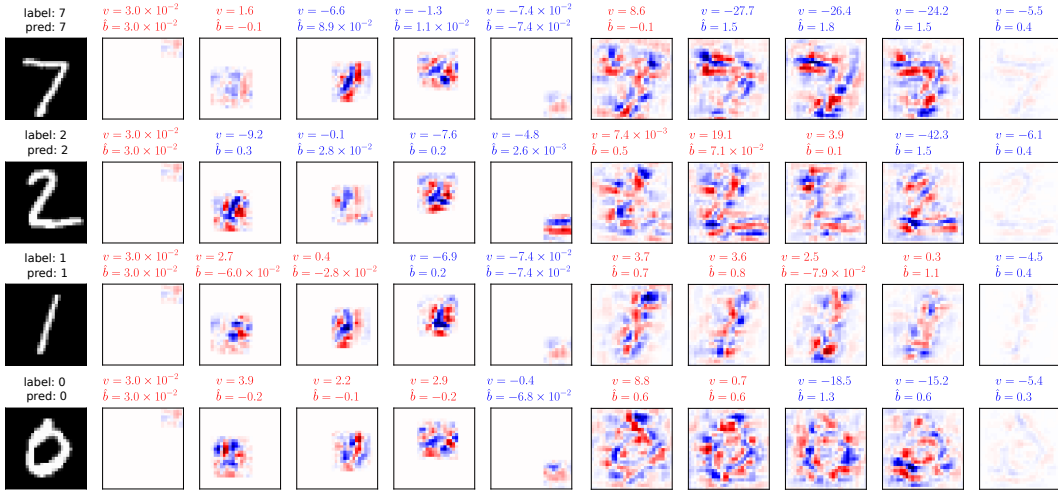 label: 7 v = 3.0 × 10⁻² v = 1.6 v = −6.6 v = −1.3 v = −7.4 × 10⁻² v = 8.6 v = −27.7 v = −26.4 v = −24.2 v = −5.5
pred: 7 b̂ = 3.0 × 10⁻² b̂ = −0.1 b̂ = 8.9 × 10⁻² b̂ = 1.1 × 10⁻² b̂ = −7.4 × 10⁻² b̂ = −0.1 b̂ = 1.5 b̂ = 1.8 b̂ = 1.5 b̂ = 0.4
label: 2 v = 3.0 × 10⁻² v = −9.2 v = −0.1 v = −7.6 v = −4.8 v = 7.4 × 10⁻³ v = 19.1 v = 3.9 v = −42.3 v = −6.1
pred: 2 b̂ = 3.0 × 10⁻² b̂ = 0.3 b̂ = 2.8 × 10⁻² b̂ = 0.2 b̂ = 2.6 × 10⁻³ b̂ = 0.5 b̂ = 7.1 × 10⁻² b̂ = 0.1 b̂ = 1.5 b̂ = 0.4
label: 1 v = 3.0 × 10⁻² v = 2.7 v = 0.4 v = −6.9 v = −7.4 × 10⁻² v = 3.7 v = 3.6 v = 2.5 v = 0.3 v = −4.5
pred: 1 b̂ = 3.0 × 10⁻² b̂ = −6.0 × 10⁻² b̂ = −2.8 × 10⁻² b̂ = 0.2 b̂ = −7.4 × 10⁻² b̂ = 0.7 b̂ = 0.8 b̂ = −7.9 × 10⁻² b̂ = 1.1 b̂ = 0.4
label: 0 v = 3.0 × 10⁻² v = 3.9 v = 2.2 v = 2.9 v = −0.4 v = 8.8 v = 0.7 v = −18.5 v = −15.2 v = −5.4
pred: 0 b̂ = 3.0 × 10⁻² b̂ = −0.2 b̂ = −0.1 b̂ = −0.2 b̂ = −6.8 × 10⁻² b̂ = 0.6 b̂ = 0.6 b̂ = 1.3 b̂ = 0.6 b̂ = 0.3